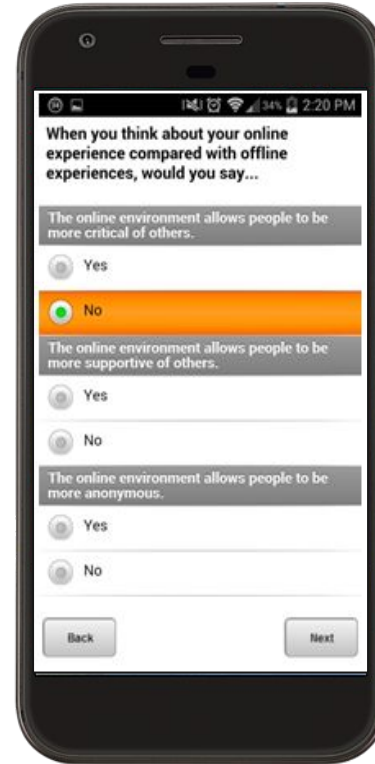 34% 2:20 PM
When you think about your online
experience compared with offline
experiences, would you say...
The online environment allows people to be
more critical of others.
Yes
No
The online environment allows people to be
more supportive of others.
Yes
No
The online environment allows people to be
more anonymous.
Yes
No
Back Next